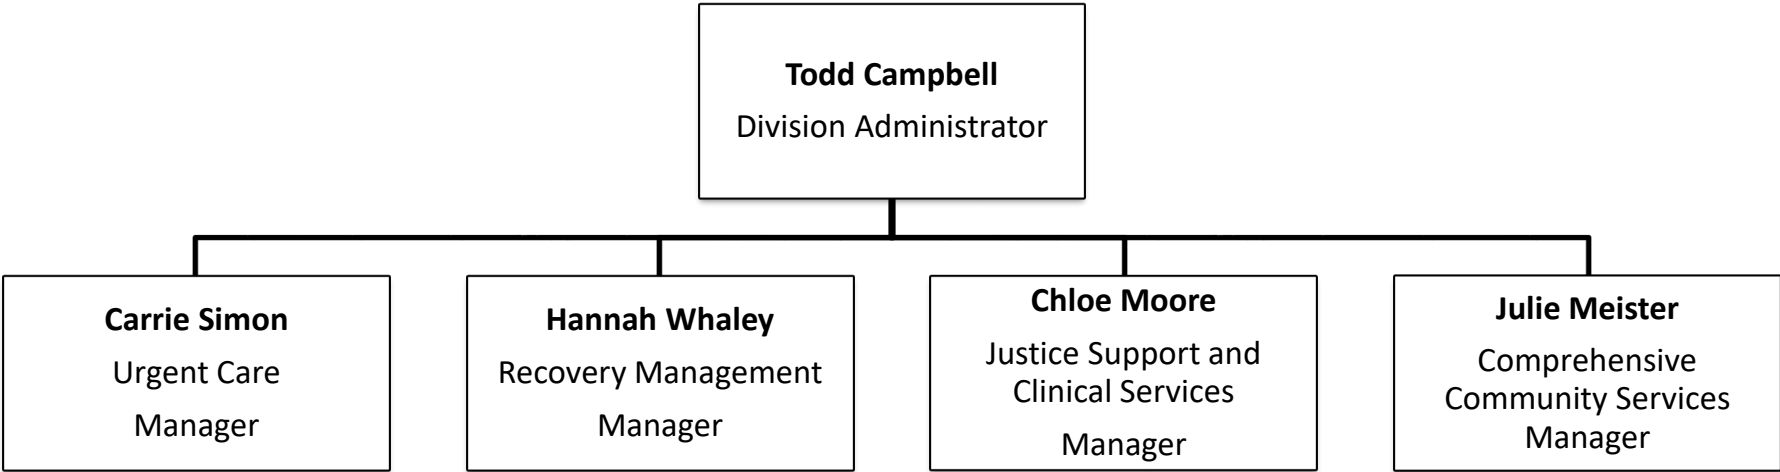 Todd Campbell
Division Administrator
Carrie Simon
Urgent Care
Manager
Hannah Whaley
Recovery Management
Manager
Chloe Moore
Justice Support and
Clinical Services
Manager
Julie Meister
Comprehensive
Community Services
Manager